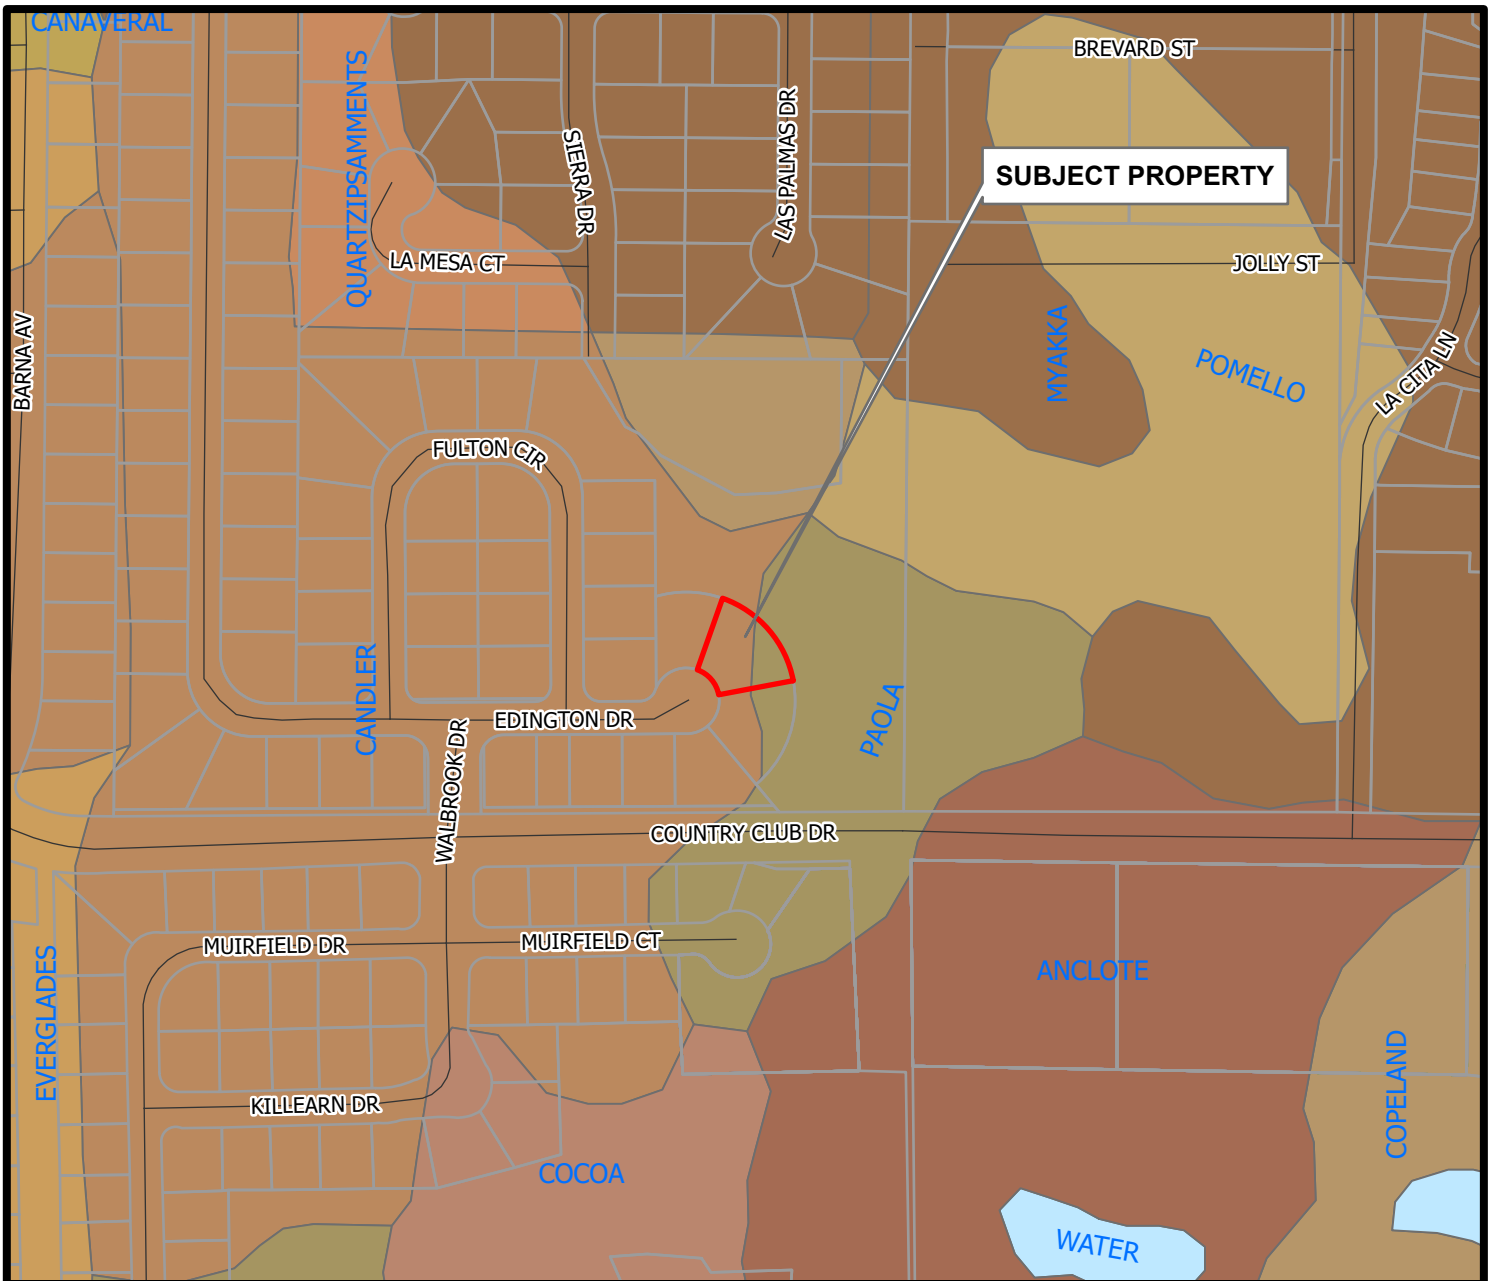 CANAVERAL
BREVARD ST
QUARTZIPSAMMENTS
SIERRA DR
LAS PALMAS DR
SUBJECT PROPERTY
LA MESA CT
JOLLY ST
BARNA AV
MYAKKA
POMELLO
LA CITA LN
FULTON CIR
CANDLER
PAOLA
EDINGTON DR
WALBROOK DR
COUNTRY CLUB DR
MUIRFIELD DR
MUIRFIELD CT
EVERGLADES
ANCLOTE
COPELAND
KILLEARN DR
COCOA
WATER